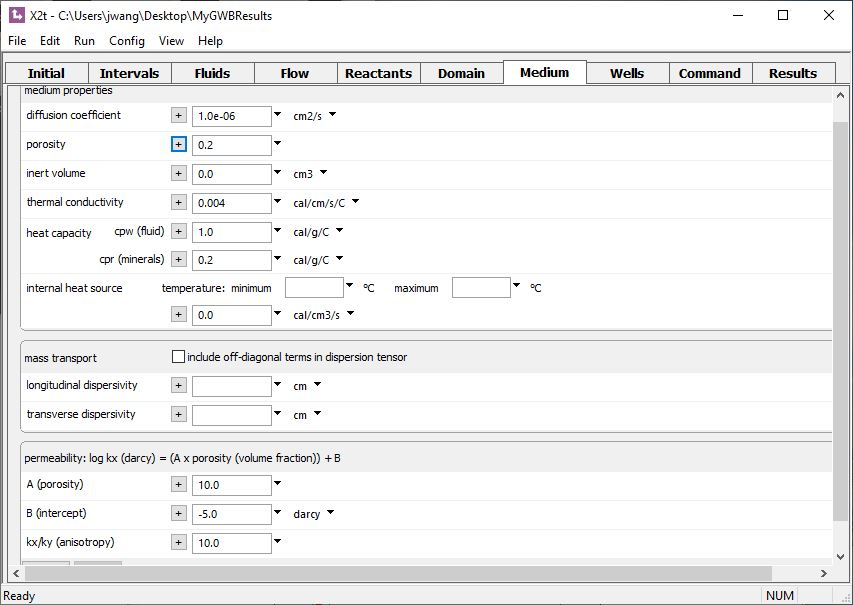 X2t - C:\Users\jwang\Desktop\MyGWBResults
File Edit Run Config View Help
Initial Intervals Fluids Flow Reactants Domain Medium Wells Command Results
medium properties
diffusion coefficient + 1.0e-06 cm2/s
porosity + 0.2
inert volume + 0.0 cm3
thermal conductivity + 0.004 cal/cm/s/C
heat capacity cpw (fluid) + 1.0 cal/g/C
cpr (minerals) + 0.2 cal/g/C
internal heat source temperature: minimum ºC maximum ºC
+ 0.0 cal/cm3/s
mass transport include off-diagonal terms in dispersion tensor
longitudinal dispersivity + cm
transverse dispersivity + cm
permeability: log kx (darcy) = (A x porosity (volume fraction)) + B
A (porosity) + 10.0
B (intercept) + -5.0 darcy
kx/ky (anisotropy) + 10.0
Ready NUM